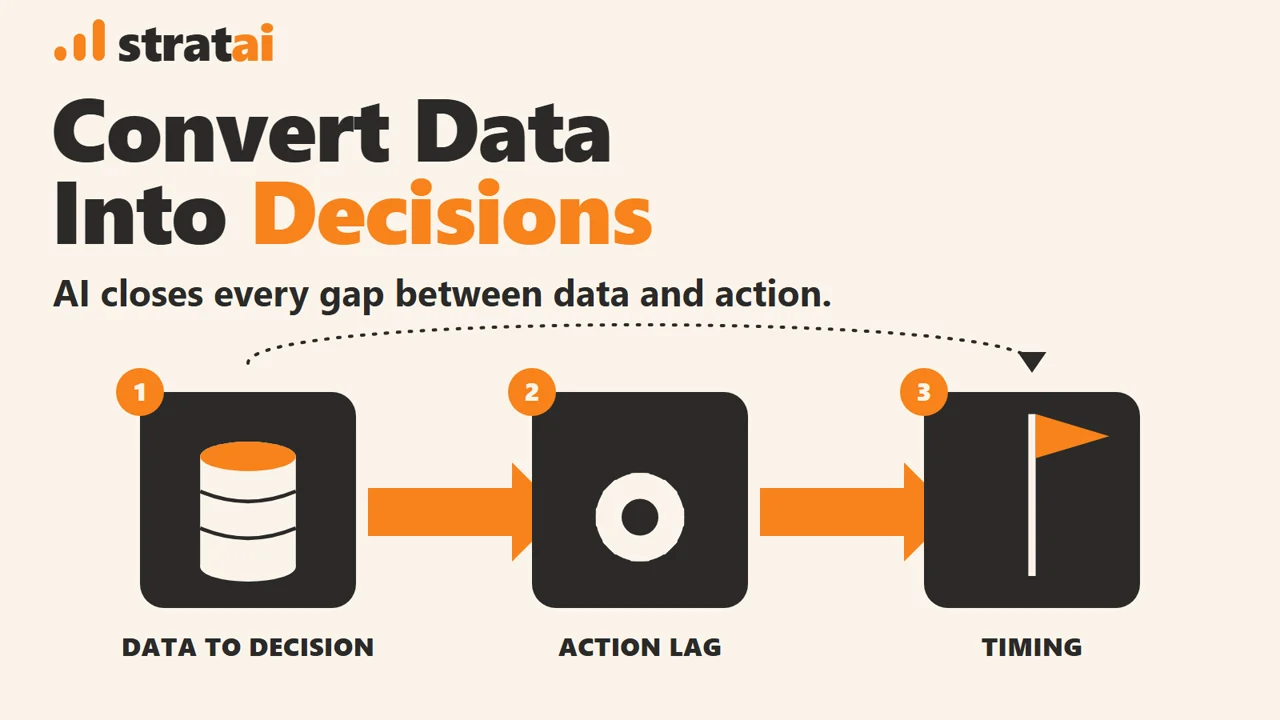 stratai
Convert Data
Into Decisions
AI closes every gap between data and action.
1
2
3
DATA TO DECISION
ACTION LAG
TIMING